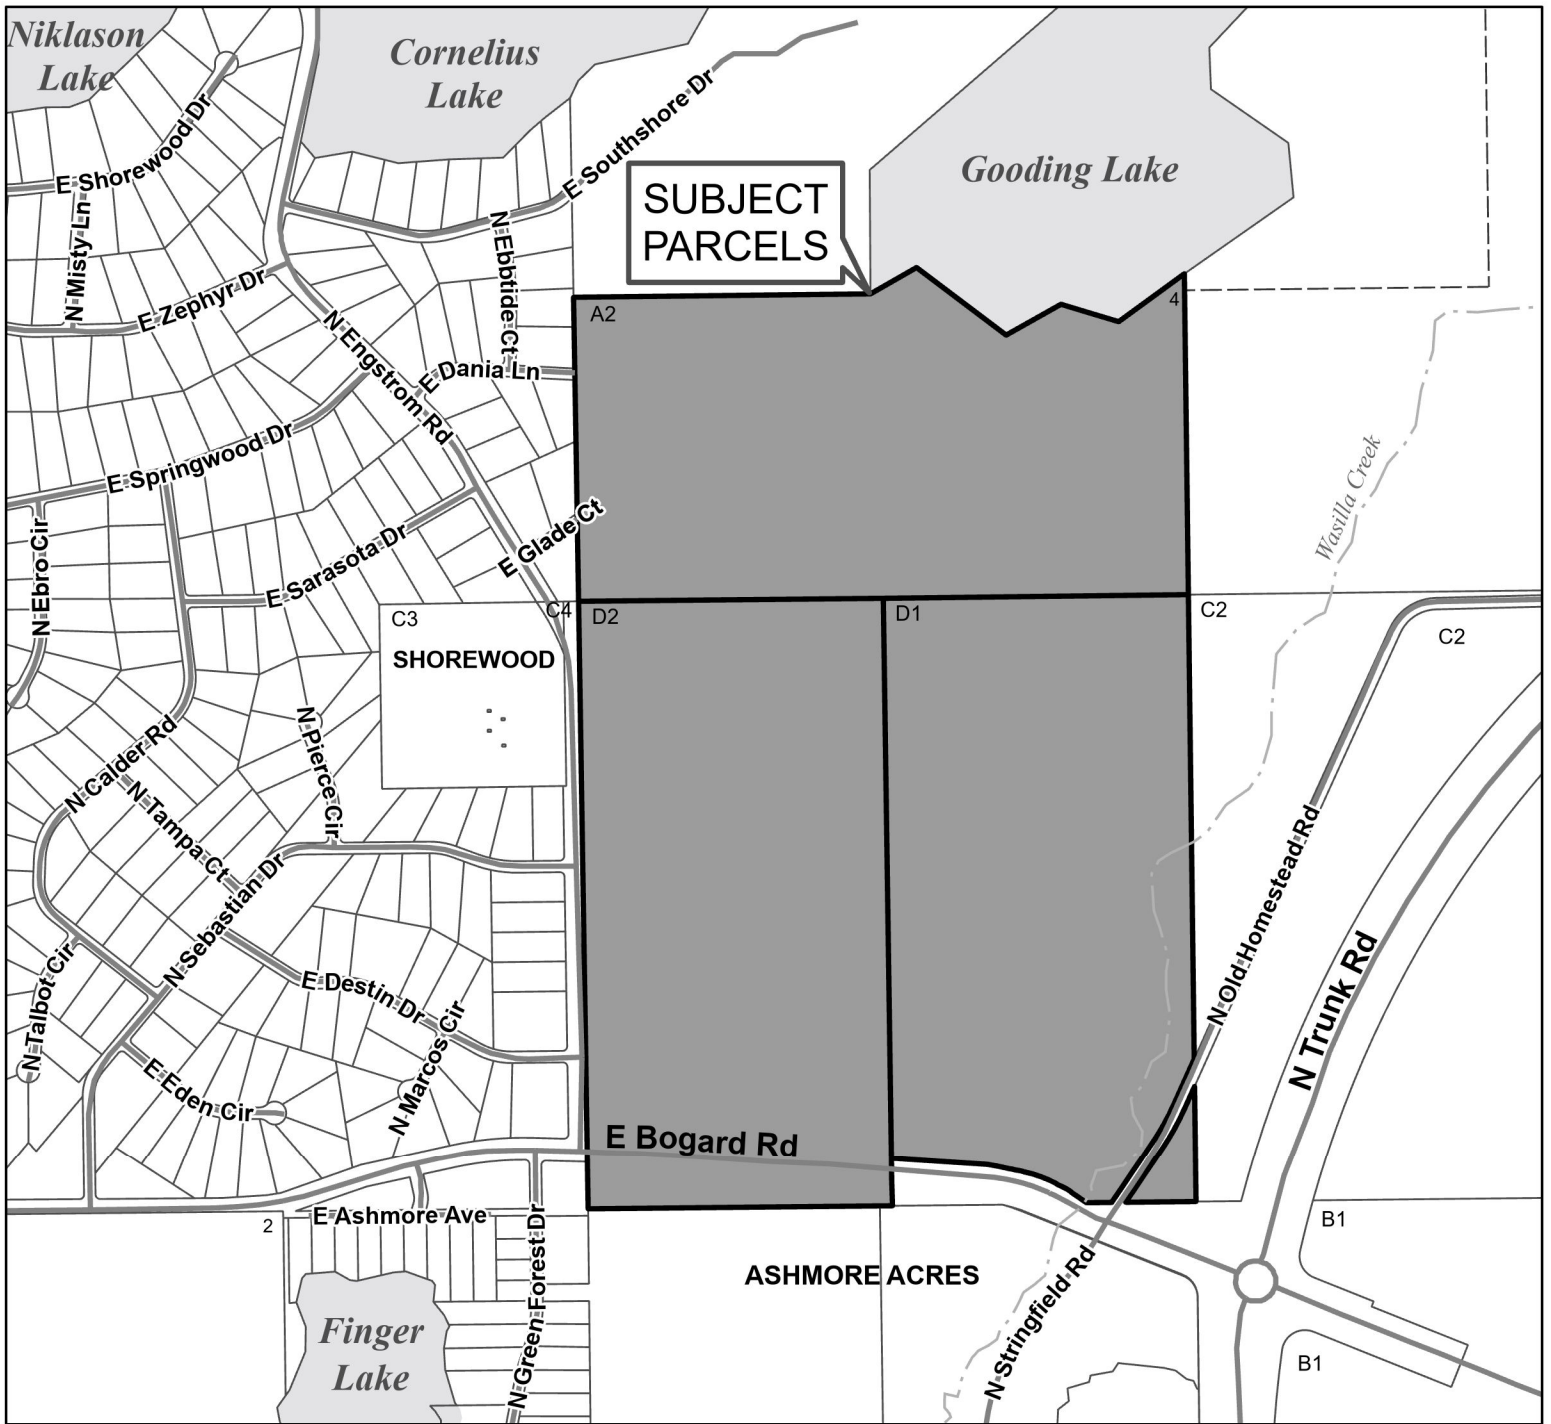 Niklason
Lake
Cornelius
Lake
E Southshore Dr
E Shorewood Dr
Gooding Lake
SUBJECT
PARCELS
N Misty Ln
N Ebbtide Ct
E Zephyr Dr
A2
4
N Engstrom Rd
E Dania Ln
E Springwood Dr
Wasilla Creek
E Glade Ct
N Ebro Cir
E Sarasota Dr
C3
C4
D2
D1
C2
C2
SHOREWOOD
N Pierce Cir
N Calder Rd
N Tampa Ct
N Old Homestead Rd
N Sebastian Dr
N Trunk Rd
N Talbot Cir
E Destin Dr
N Marcos Cir
E Eden Cir
E Bogard Rd
2
E Ashmore Ave
B1
N Green Forest Dr
ASHMORE ACRES
N Stringfield Rd
Finger
Lake
B1